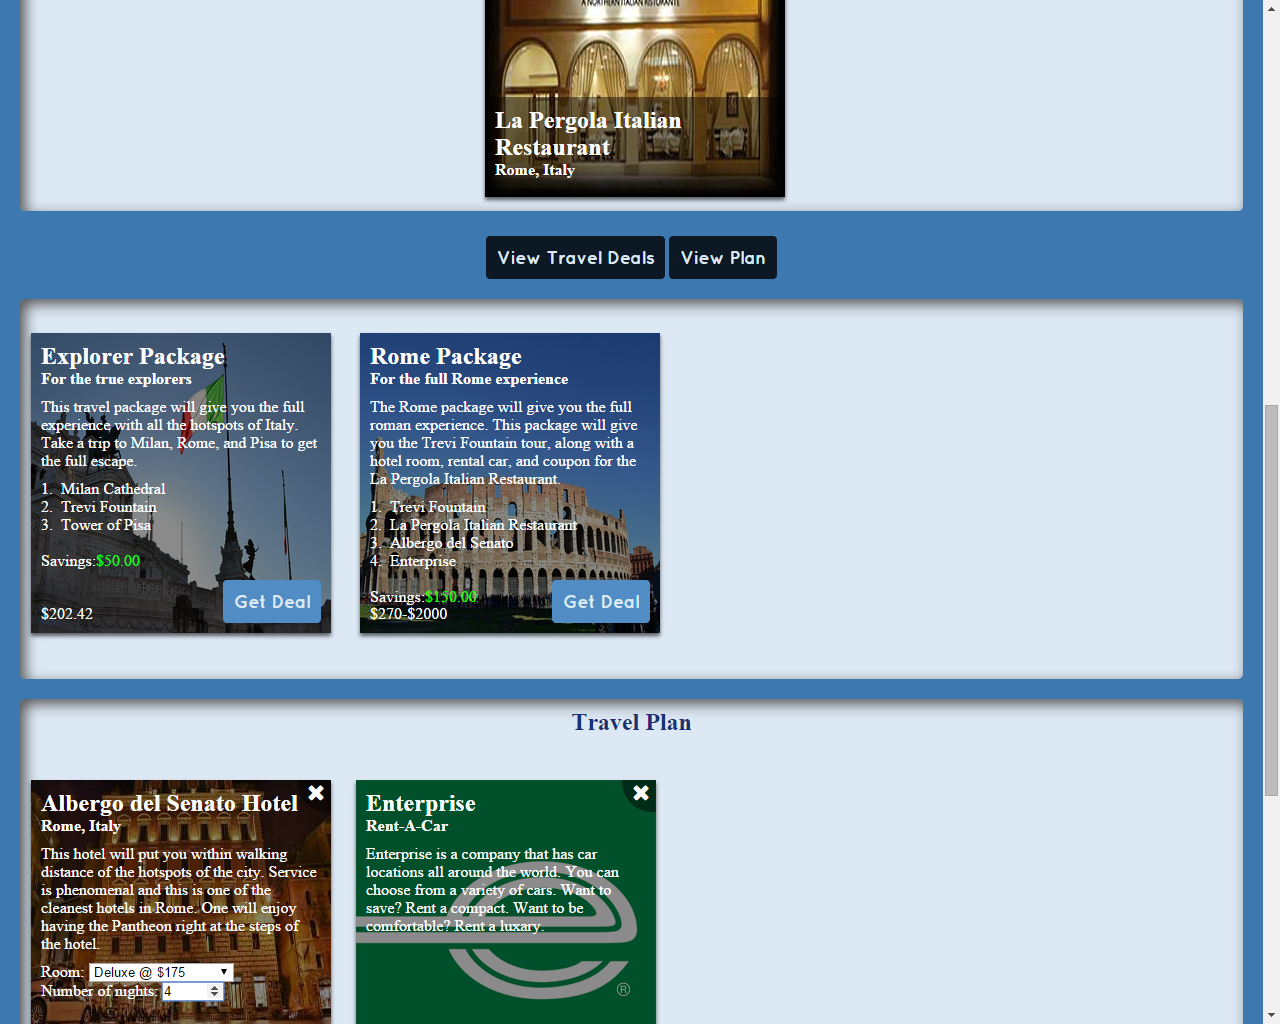 A NORTHERN ITALIAN RISTORANTE
La Pergola Italian
Restaurant
Rome, Italy
View Travel Deals
View Plan
Explorer Package
For the true explorers
This travel package will give you the full
experience with all the hotspots of Italy.
Take a trip to Milan, Rome, and Pisa to get
the full escape.
1. Milan Cathedral
2. Trevi Fountain
3. Tower of Pisa
Savings:$50.00
$202.42
Get Deal
Rome Package
For the full Rome experience
The Rome package will give you the full
roman experience. This package will give
you the Trevi Fountain tour, along with a
hotel room, rental car, and coupon for the
La Pergola Italian Restaurant.
1. Trevi Fountain
2. La Pergola Italian Restaurant
3. Albergo del Senato
4. Enterprise
Savings:$150.00
$270-$2000
Get Deal
Travel Plan
Albergo del Senato Hotel
Rome, Italy
This hotel will put you within walking
distance of the hotspots of the city. Service
is phenomenal and this is one of the
cleanest hotels in Rome. One will enjoy
having the Pantheon right at the steps of
the hotel.
Room: Deluxe @ $175
Number of nights: 4
Enterprise
Rent-A-Car
Enterprise is a company that has car
locations all around the world. You can
choose from a variety of cars. Want to
save? Rent a compact. Want to be
comfortable? Rent a luxary.
®